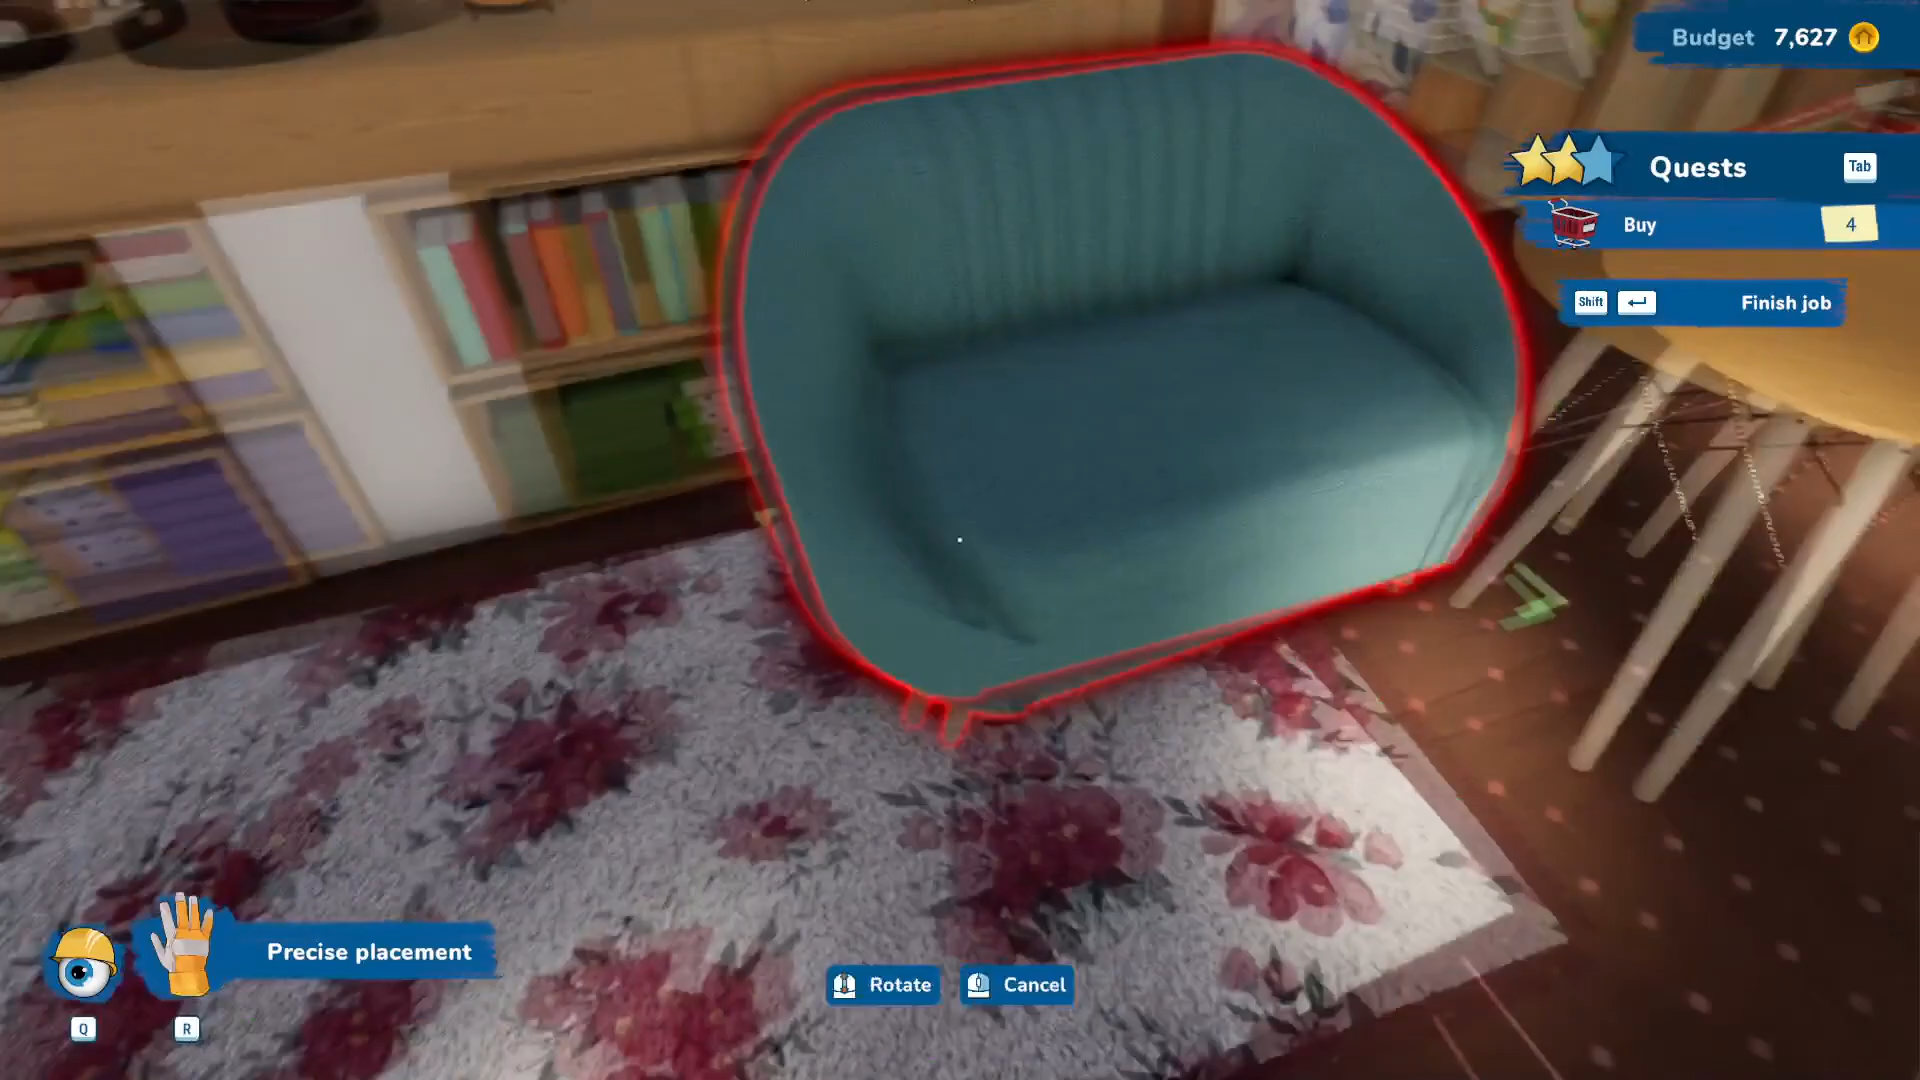 Budget 7,627
Quests Tab
Buy 4
Shift Finish job
Precise placement
Rotate Cancel
Q R